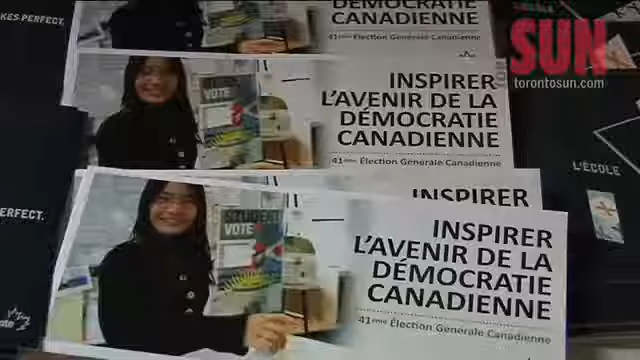 KES PERFECT.
DÉMOCRATIE
CANADIENNE
41ème Élection Générale Canadienne
SUN
torontosun.com
INSPIRER
L'AVENIR DE LA
DÉMOCRATIE
CANADIENNE
41ème Élection Générale Canadienne
VOTE
L'ÉCOLE
INSPIRER
ERFECT.
STUDENT
VOTE
INSPIRER
L'AVENIR DE LA
DÉMOCRATIE
CANADIENNE
41ème Élection Générale Canadienne